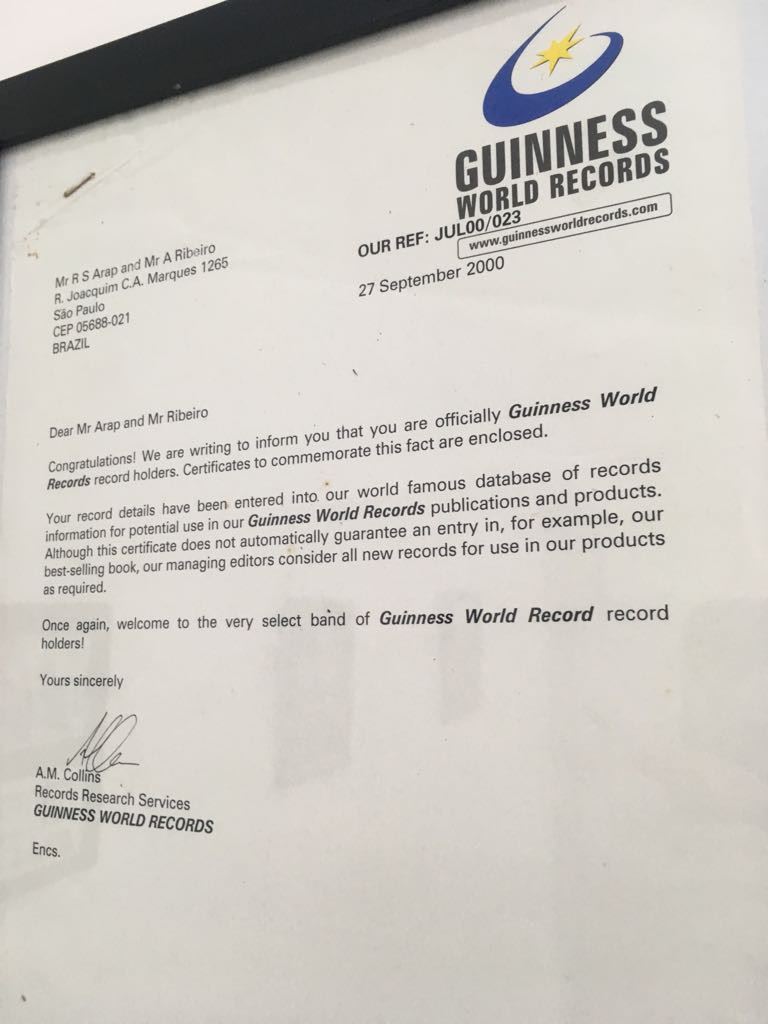 GUINNESS
WORLD RECORDS
OUR REF: JUL00/023
www.guinnessworldrecords.com
27 September 2000
Mr R S Arap and Mr A Ribeiro
R. Joacquim C.A. Marques 1265
São Paulo
CEP 05688-021
BRAZIL
Dear Mr Arap and Mr Ribeiro
Congratulations! We are writing to inform you that you are officially Guinness World
Records record holders. Certificates to commemorate this fact are enclosed.
Your record details have been entered into our world famous database of records
information for potential use in our Guinness World Records publications and products.
Although this certificate does not automatically guarantee an entry in, for example, our
best-selling book, our managing editors consider all new records for use in our products
as required.
Once again, welcome to the very select band of Guinness World Record record
holders!
Yours sincerely
A.M. Collins
Records Research Services
GUINNESS WORLD RECORDS
Encs.